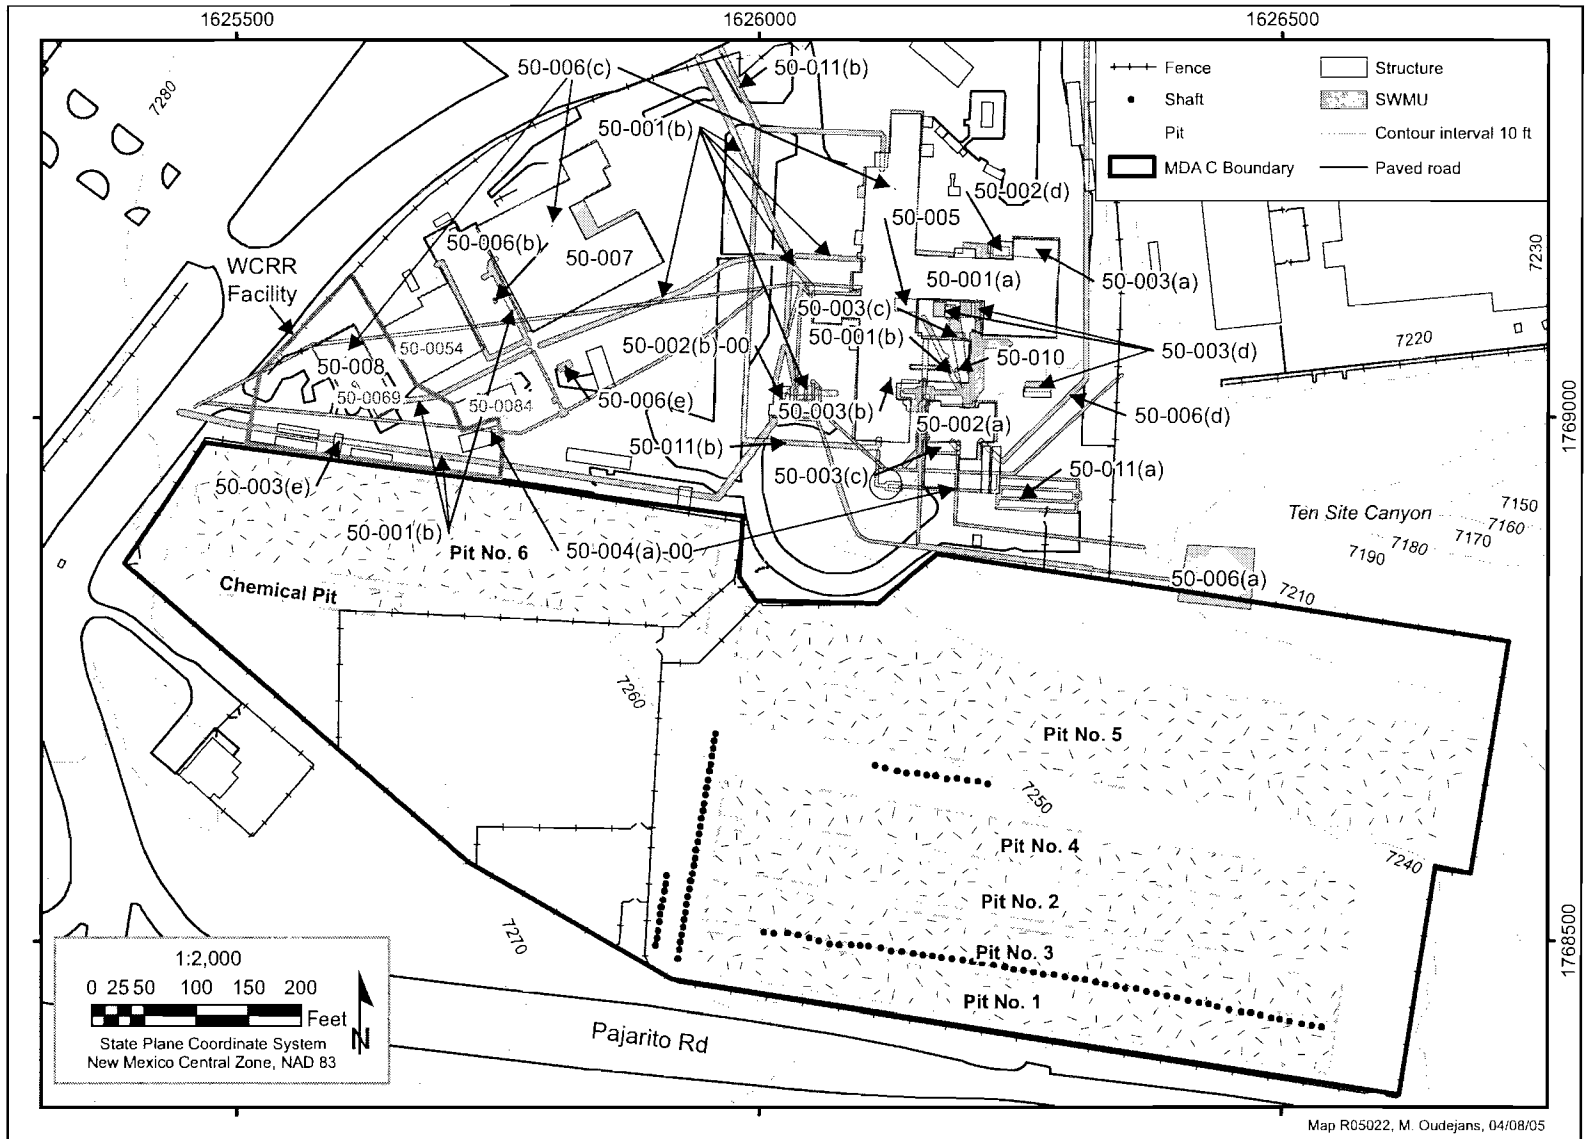 1625500
1626000
1626500
Fence
Structure
Shaft
SWMU
Pit
Contour interval 10 ft
MDA C Boundary
Paved road
7280
50-006(c)
50-011(b)
50-001(b)
50-002(d)
50-005
50-006(b)
50-007
WCRR
Facility
50-001(a)
50-003(a)
7230
50-003(c)
50-001(b)
50-002(b)-00
50-010
50-003(d)
7220
50-008
50-0054
50-0069
50-0084
50-006(e)
50-003(b)
50-002(a)
50-006(d)
1769000
50-011(b)
50-003(c)
50-011(a)
50-003(e)
50-001(b)
Pit No. 6
50-004(a)-00
Ten Site Canyon
7150
7160
7170
7180
7190
50-006(a)
7210
Chemical Pit
7260
Pit No. 5
7250
Pit No. 4
7240
Pit No. 2
7270
Pit No. 3
1768500
Pit No. 1
1:2,000
0 25 50 100 150 200
Feet
N
State Plane Coordinate System
New Mexico Central Zone, NAD 83
Pajarito Rd
Map R05022, M. Oudejans, 04/08/05